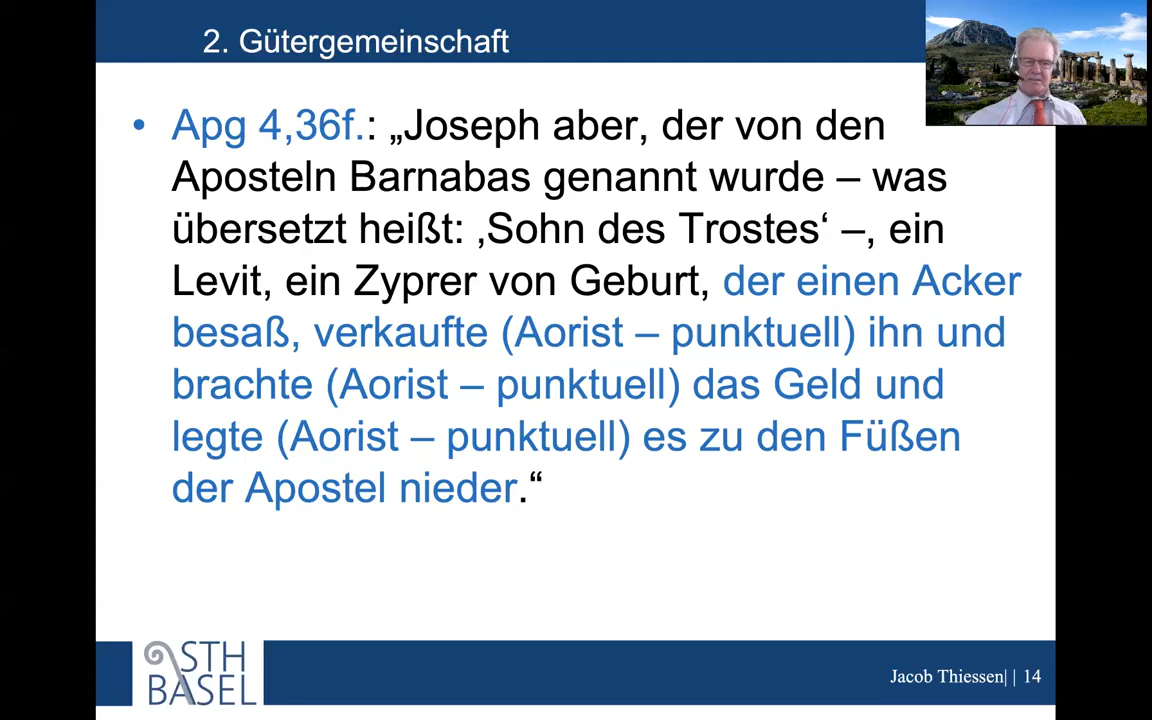 2. Gütergemeinschaft
• Apg 4,36f.: „Joseph aber, der von den
Aposteln Barnabas genannt wurde – was
übersetzt heißt: ‚Sohn des Trostes‘ –, ein
Levit, ein Zyprer von Geburt, der einen Acker
besaß, verkaufte (Aorist – punktuell) ihn und
brachte (Aorist – punktuell) das Geld und
legte (Aorist – punktuell) es zu den Füßen
der Apostel nieder.“
STH
BASEL
Jacob Thiessen| | 14